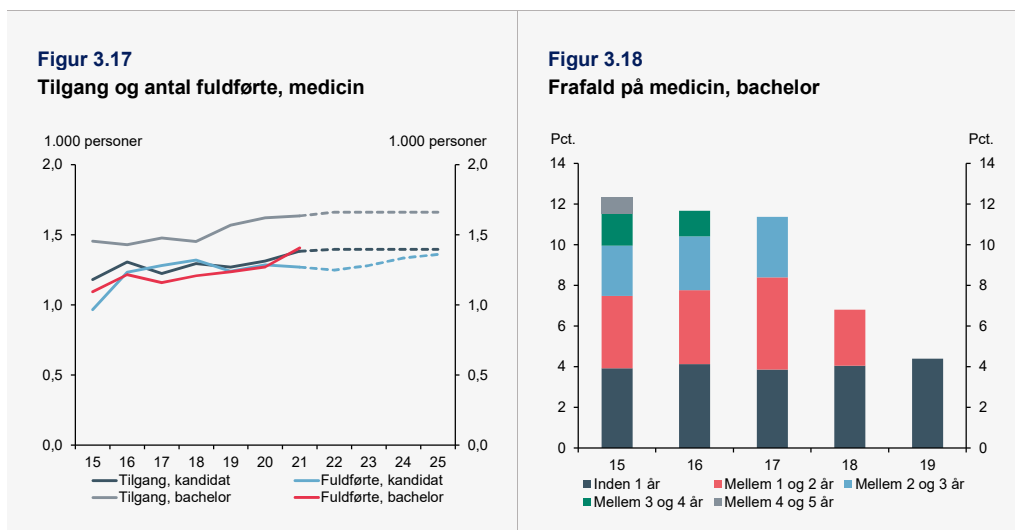 Figur 3.17
Tilgang og antal fuldførte, medicin
1.000 personer 1.000 personer
2,0 2,0
1,5 1,5
1,0 1,0
0,5 0,5
0,0 0,0
15 16 17 18 19 20 21 22 23 24 25
Tilgang, kandidat Fuldførte, kandidat
Tilgang, bachelor Fuldførte, bachelor
Figur 3.18
Frafald på medicin, bachelor
Pct. Pct.
14 14
12 12
10 10
8 8
6 6
4 4
2 2
0 0
15 16 17 18 19
Inden 1 år Mellem 1 og 2 år Mellem 2 og 3 år
Mellem 3 og 4 år Mellem 4 og 5 år